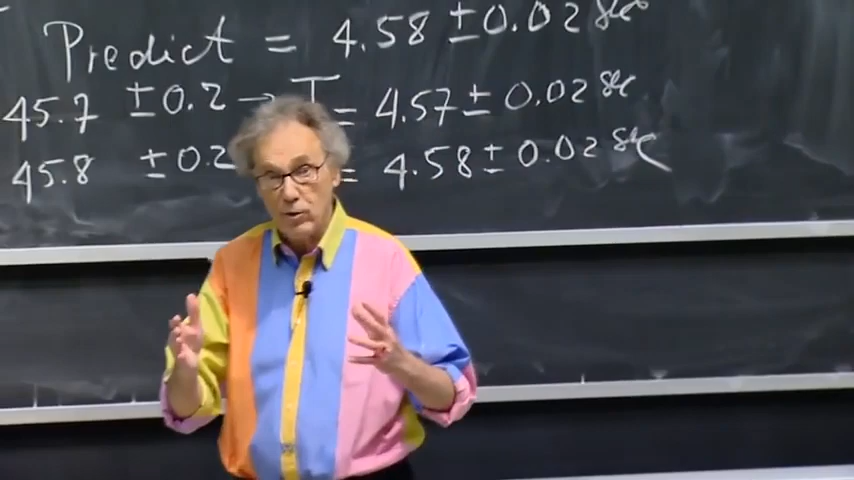 Predict = 4.58 ± 0.02 sec
45.7 ± 0.2 → T = 4.57 ± 0.02 sec
45.8 ± 0.2 = 4.58 ± 0.02 sec